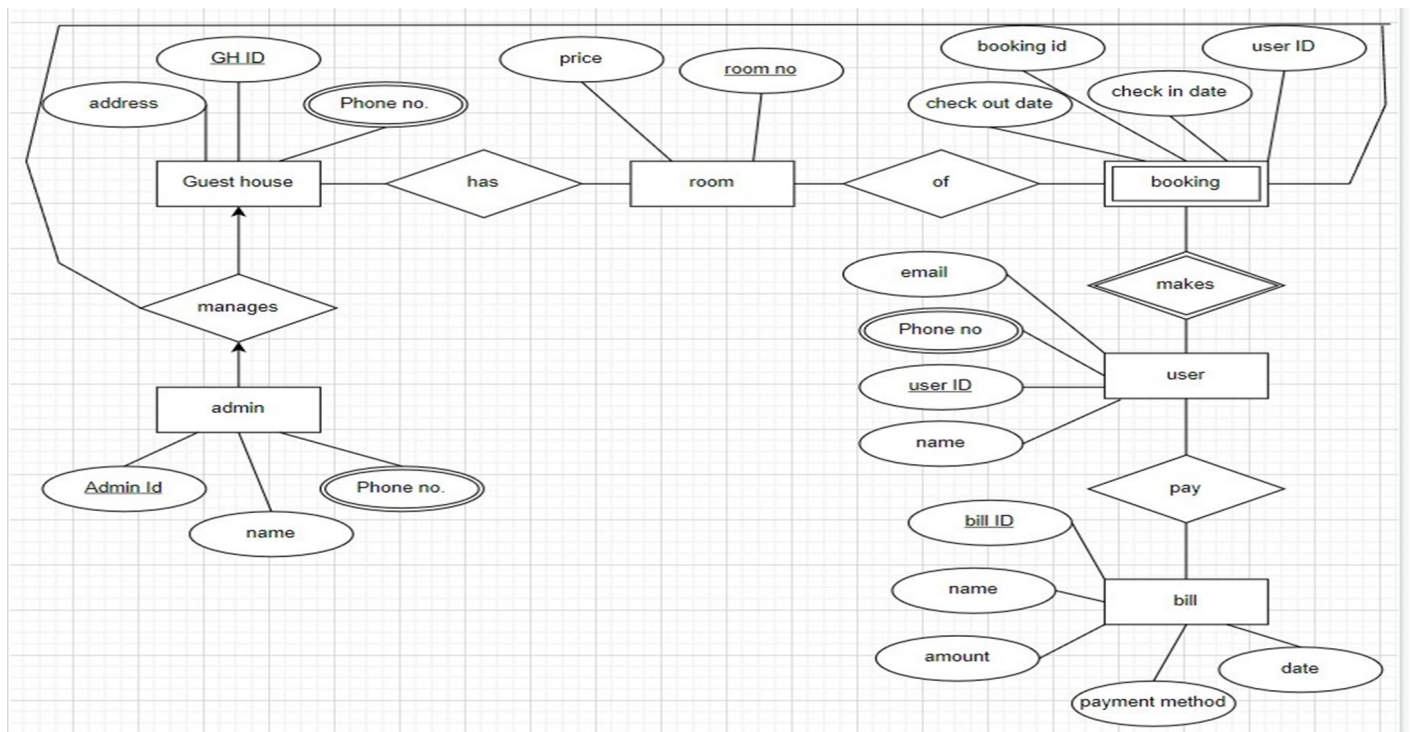 GH ID
address
Phone no.
price
room no
booking id
user ID
check out date
check in date
Guest house
has
room
of
booking
manages
admin
Admin Id
name
Phone no.
makes
email
Phone no
user ID
name
user
pay
bill ID
name
amount
bill
payment method
date